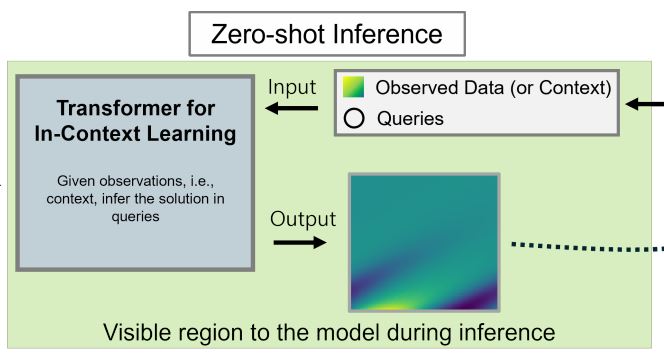 Zero-shot Inference
Transformer for
In-Context Learning
Given observations, i.e.,
context, infer the solution in
queries
Input
Observed Data (or Context)
Queries
Output
Visible region to the model during inference